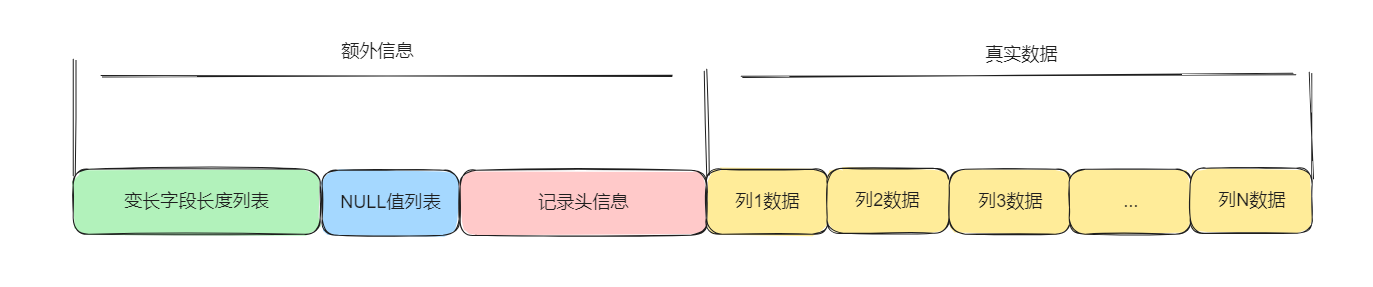 额外信息
真实数据
变长字段长度列表
NULL值列表
记录头信息
列1数据
列2数据
列3数据
...
列N数据